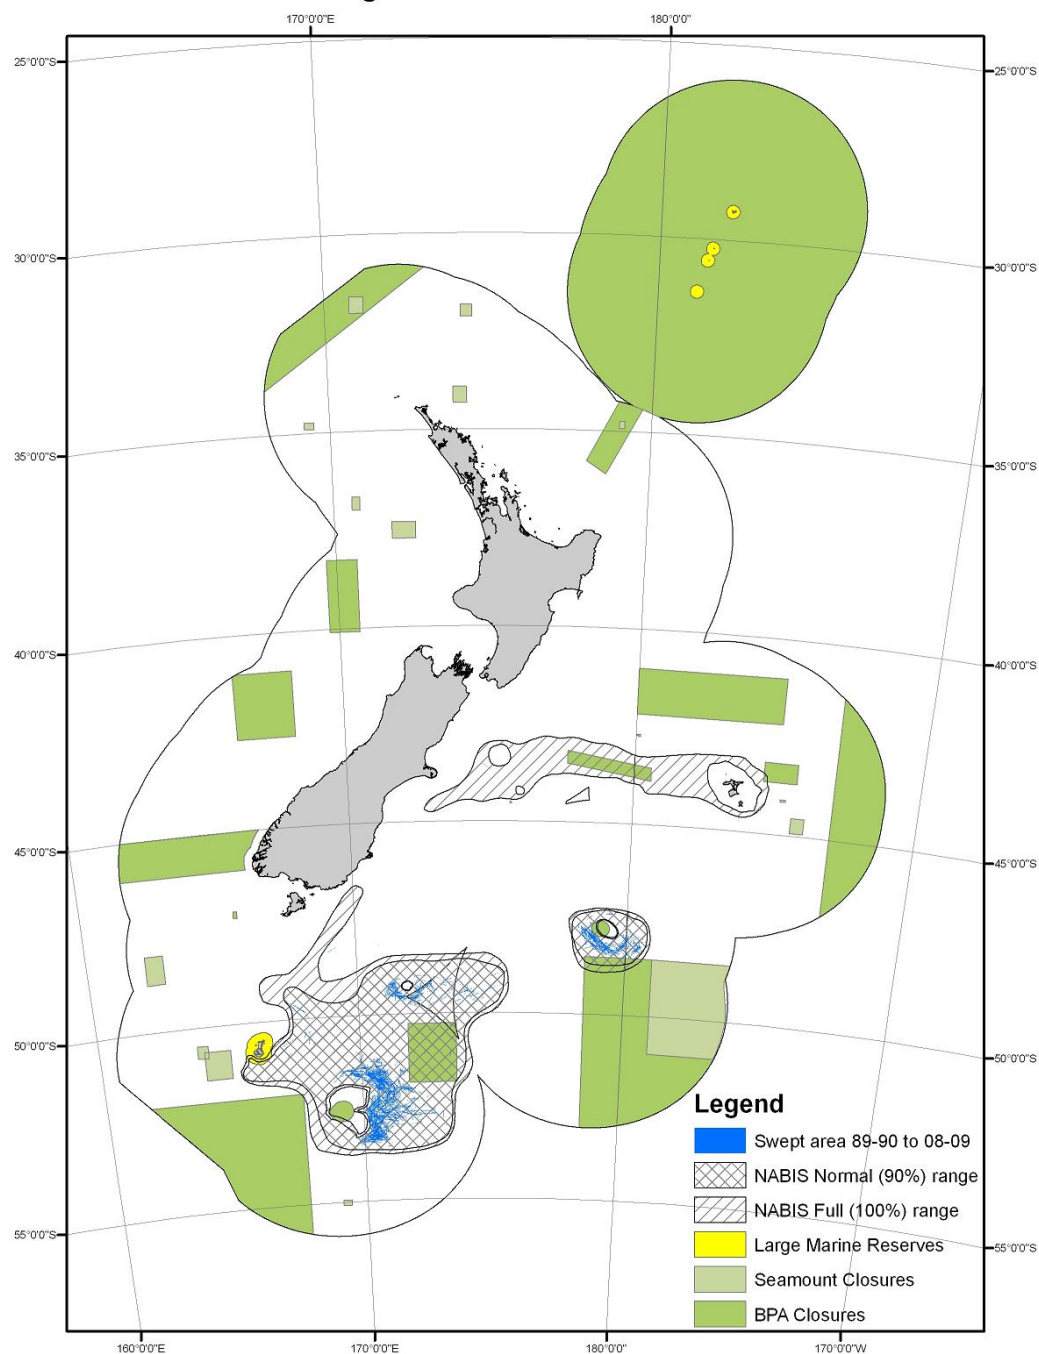 170°0'0"E 180°0'0"
25°0'0"S 25°0'0"S
30°0'0"S 30°0'0"S
35°0'0"S 35°0'0"S
40°0'0"S 40°0'0"S
45°0'0"S 45°0'0"S
50°0'0"S 50°0'0"S
Legend
Swept area 89-90 to 08-09
NABIS Normal (90%) range
NABIS Full (100%) range
55°0'0"S 55°0'0"S
Large Marine Reserves
Seamount Closures
BPA Closures
160°0'0"E 170°0'0"E 180°0'0" 170°0'0"W